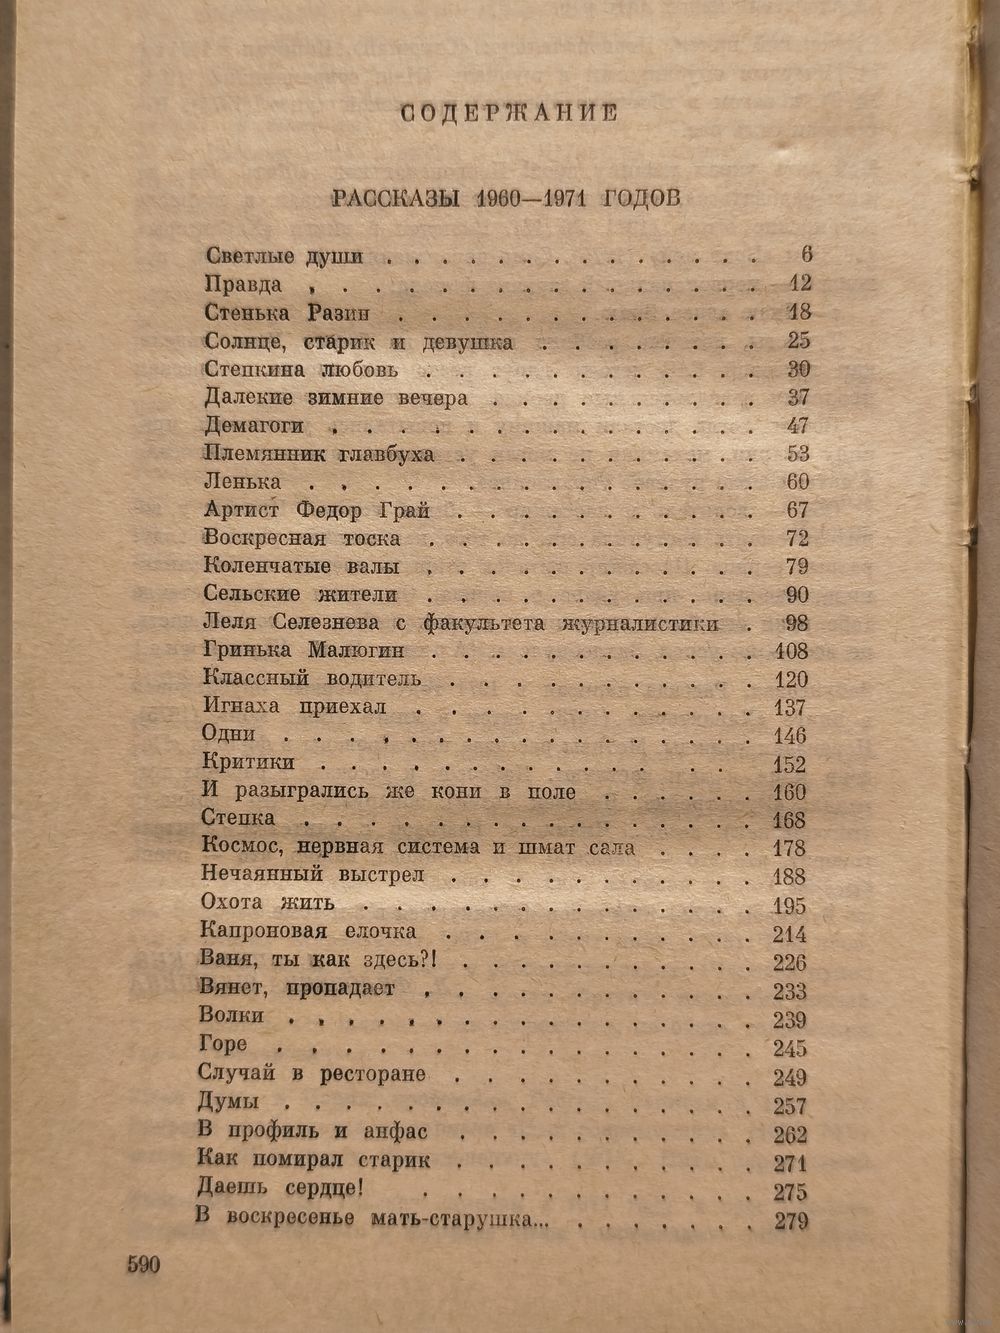 СОДЕРЖАНИЕ
РАССКАЗЫ 1960—1971 ГОДОВ
Светлые души . . . . . . . . . . . . . . 6
Правда . . . . . . . . . . . . . . . 12
Стенька Разин . . . . . . . . . . . . 18
Солнце, старик и девушка . . . . . . . . 25
Степкина любовь . . . . . . . . . . . 30
Далекие зимние вечера . . . . . . . . . 37
Демагоги . . . . . . . . . . . . . . 47
Племянник главбуха . . . . . . . . . . 53
Ленька . . . . . . . . . . . . . . . 60
Артист Федор Грай . . . . . . . . . . 67
Воскресная тоска . . . . . . . . . . . 72
Коленчатые валы . . . . . . . . . . . 79
Сельские жители . . . . . . . . . . . 90
Леля Селезнева с факультета журналистики . 98
Гринька Малюгин . . . . . . . . . . . 108
Классный водитель . . . . . . . . . . 120
Игнаха приехал . . . . . . . . . . . 137
Одни . . . . . . . . . . . . . . . 146
Критики . . . . . . . . . . . . . 152
И разыгрались же кони в поле . . . . . . 160
Степка . . . . . . . . . . . . . . 168
Космос, нервная система и шмат сала . . . . 178
Нечаянный выстрел . . . . . . . . . . 188
Охота жить . . . . . . . . . . . . . 195
Капроновая елочка . . . . . . . . . . 214
Ваня, ты как здесь?! . . . . . . . . . . 226
Вянет, пропадает . . . . . . . . . . . 233
Волки . . . . . . . . . . . . . . . 239
Горе . . . . . . . . . . . . . . . 245
Случай в ресторане . . . . . . . . . . 249
Думы . . . . . . . . . . . . . . . 257
В профиль и анфас . . . . . . . . . . 262
Как помирал старик . . . . . . . . . . 271
Даешь сердце! . . . . . . . . . . . 275
В воскресенье мать-старушка... . . . . . . . 279
590